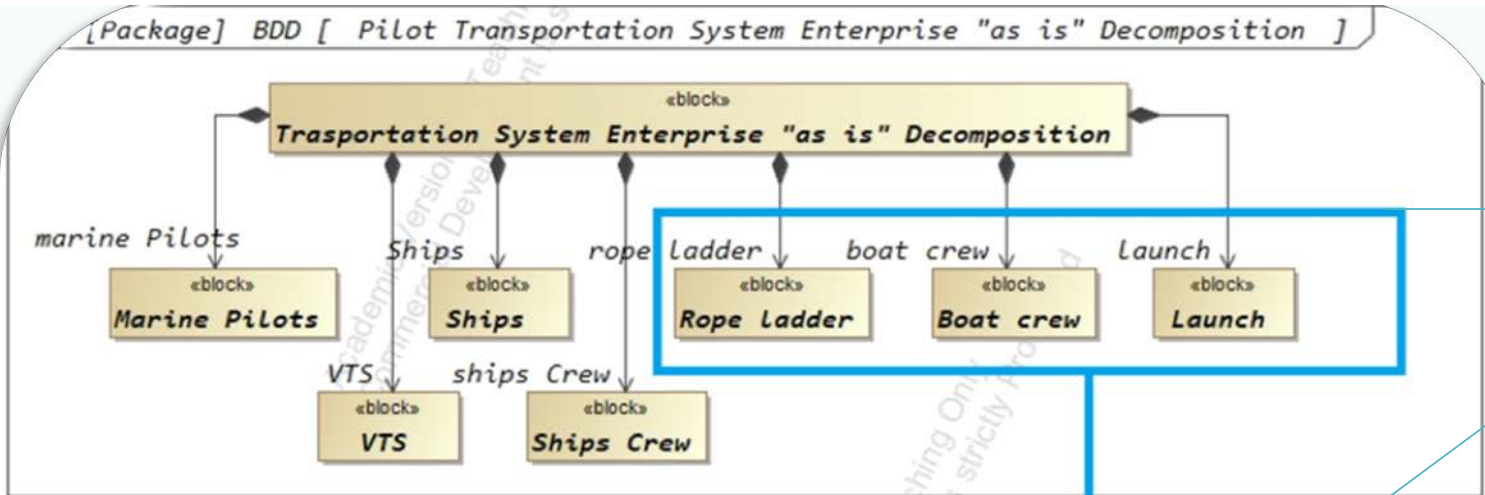 [Package] BDD [ Pilot Transportation System Enterprise "as is" Decomposition ]
«block»
Trasportation System Enterprise "as is" Decomposition
marine Pilots
Ships
rope ladder
boat crew
launch
«block»
Marine Pilots
«block»
Ships
«block»
Rope ladder
«block»
Boat crew
«block»
Launch
VTS
ships Crew
«block»
VTS
«block»
Ships Crew